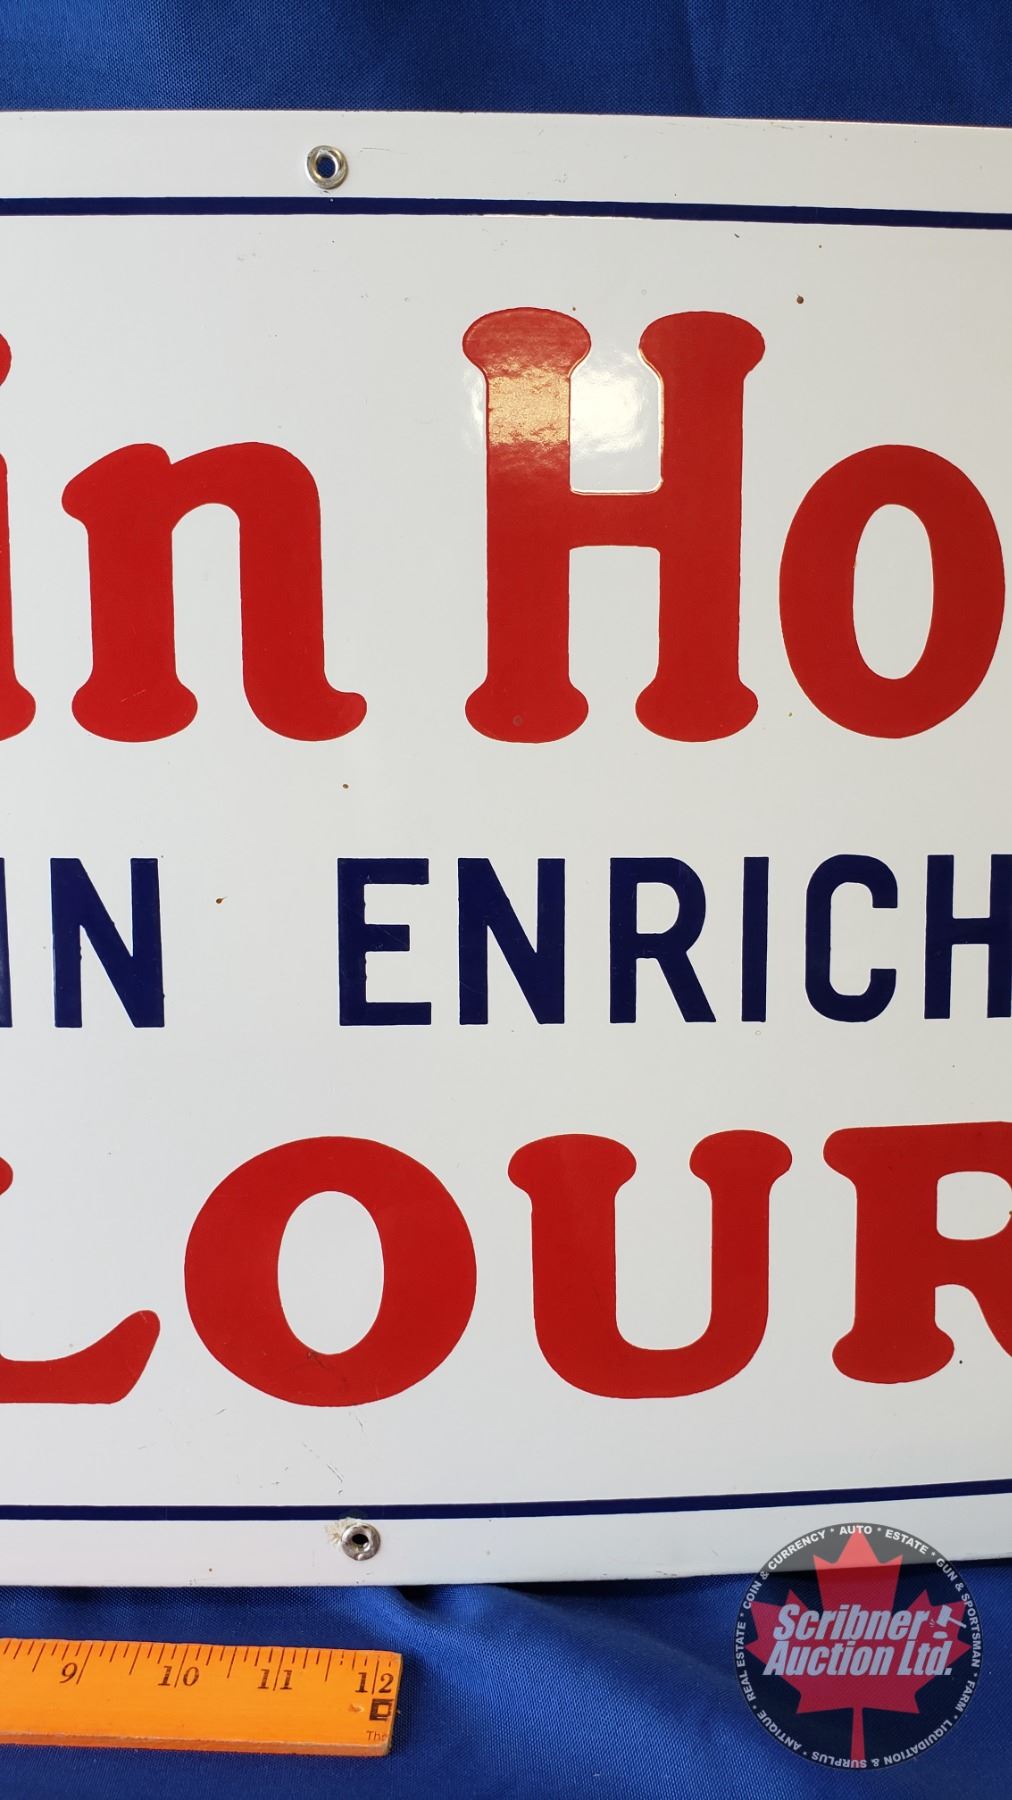 in Ho
IN ENRICH
LOUR
9 10 11 12
The
COIN & CURRENCY * AUTO * ESTATE * GUN & SPORTSMAN * FARM * LIQUIDATION & SURPLUS * ANTIQUE * REAL ESTATE *
Scribner
Auction Ltd.